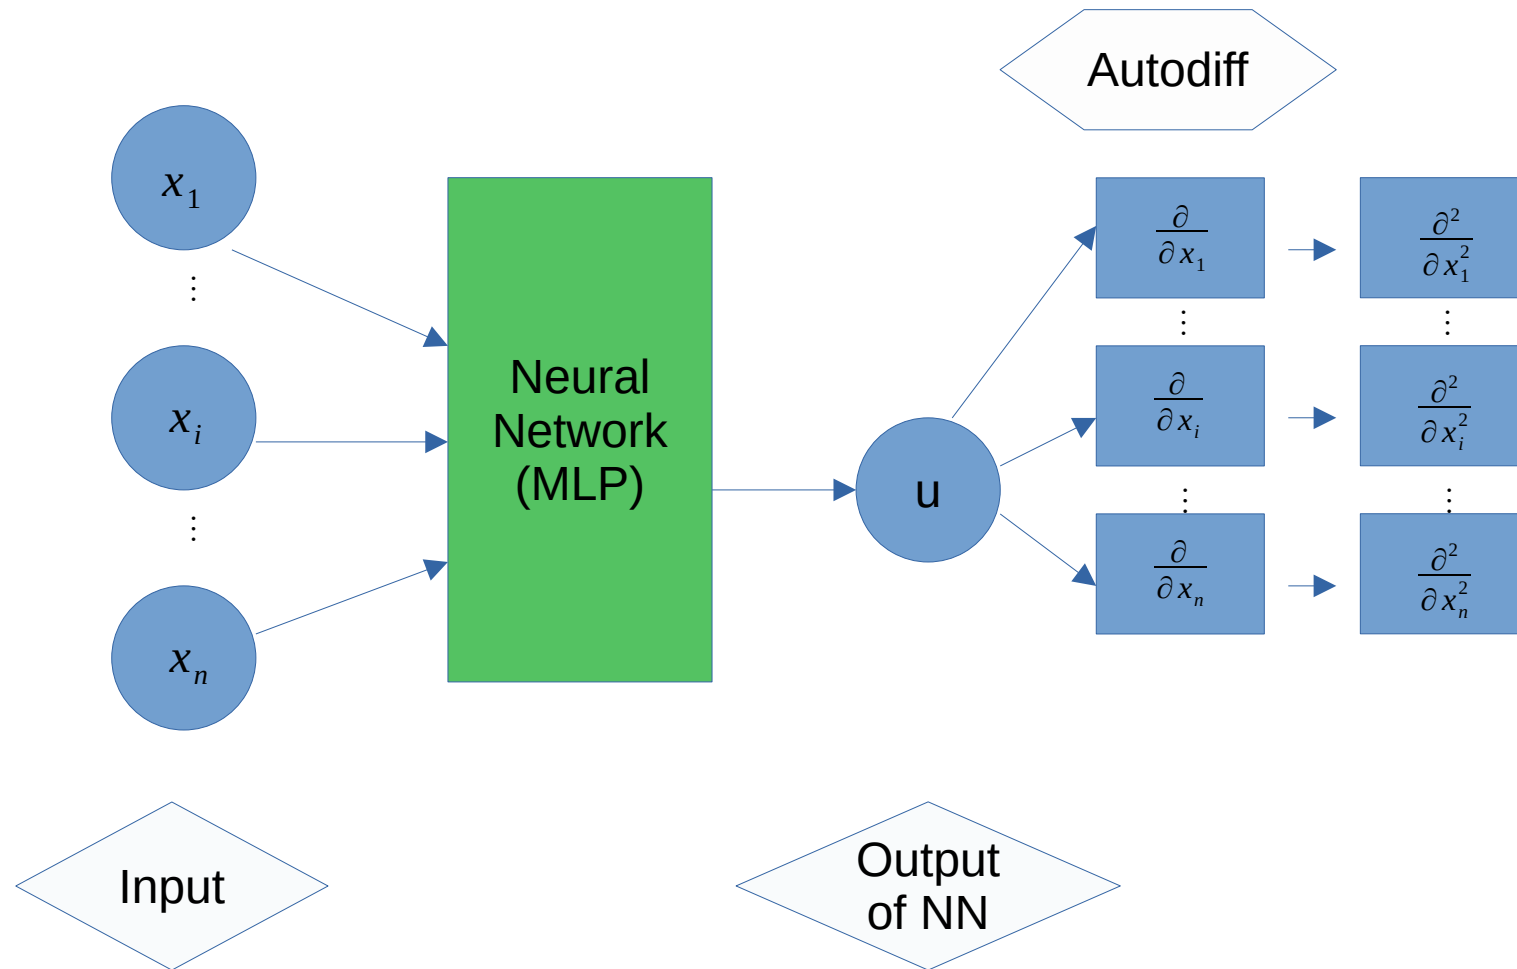 Autodiff
x₁
⋮
xᵢ
⋮
xₙ
Neural
Network
(MLP)
u
∂/∂x₁
∂²/∂x₁²
⋮
⋮
∂/∂xᵢ
∂²/∂xᵢ²
⋮
⋮
∂/∂xₙ
∂²/∂xₙ²
Input
Output
of NN